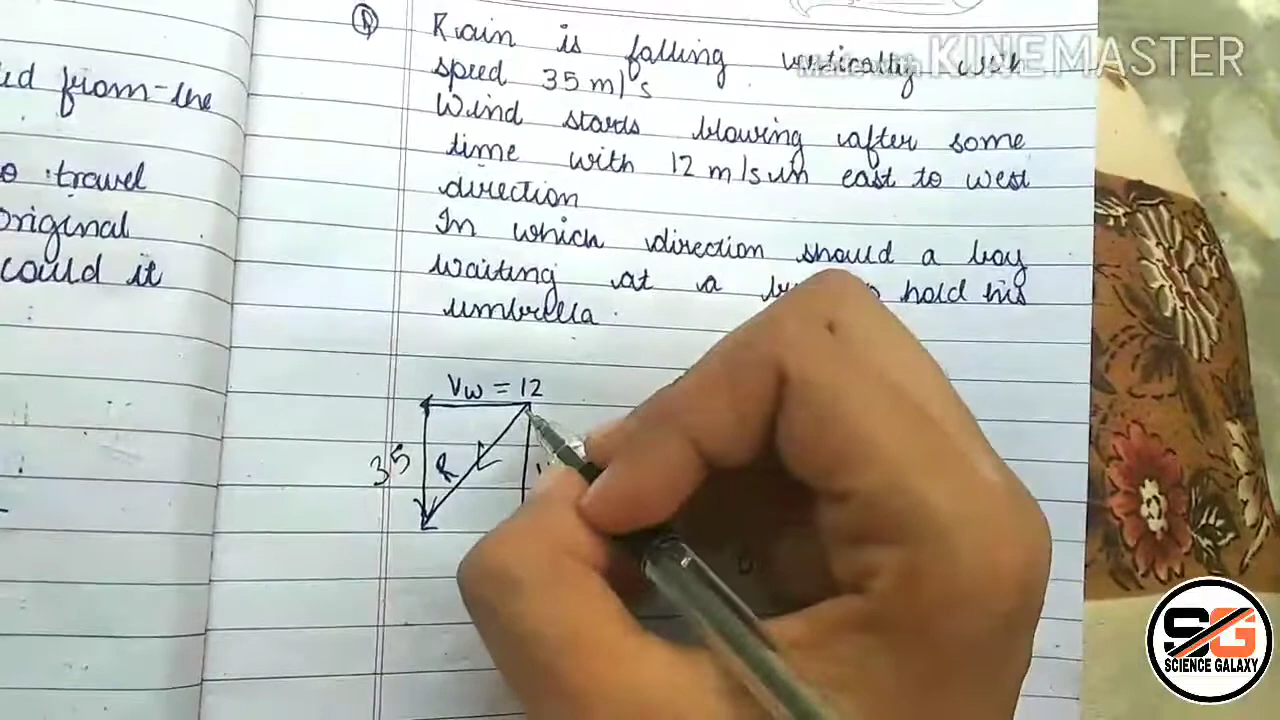 ed from the
o travel
original
could it
Q Rain is falling vertically with
speed 35 m/s
Wind starts blowing after some
time with 12 m/s in east to west
direction
In which direction should a boy
waiting at a hold his
umbrella.
Vw = 12
35
R
KINEMASTER
SG
SCIENCE GALAXY